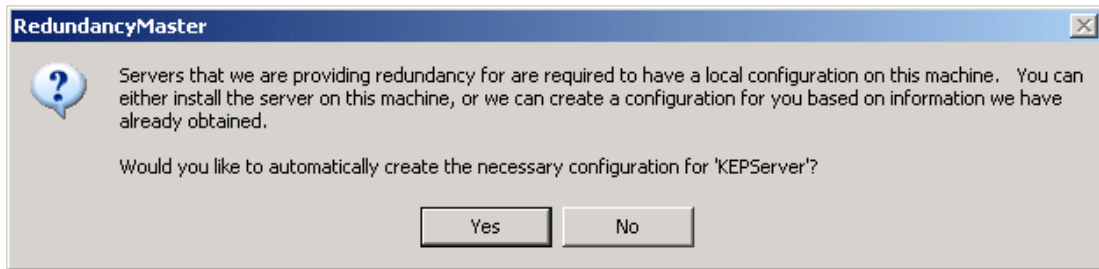 RedundancyMaster
Servers that we are providing redundancy for are required to have a local configuration on this machine.   You can
either install the server on this machine, or we can create a configuration for you based on information we have
already obtained.
Would you like to automatically create the necessary configuration for 'KEPServer'?
Yes
No